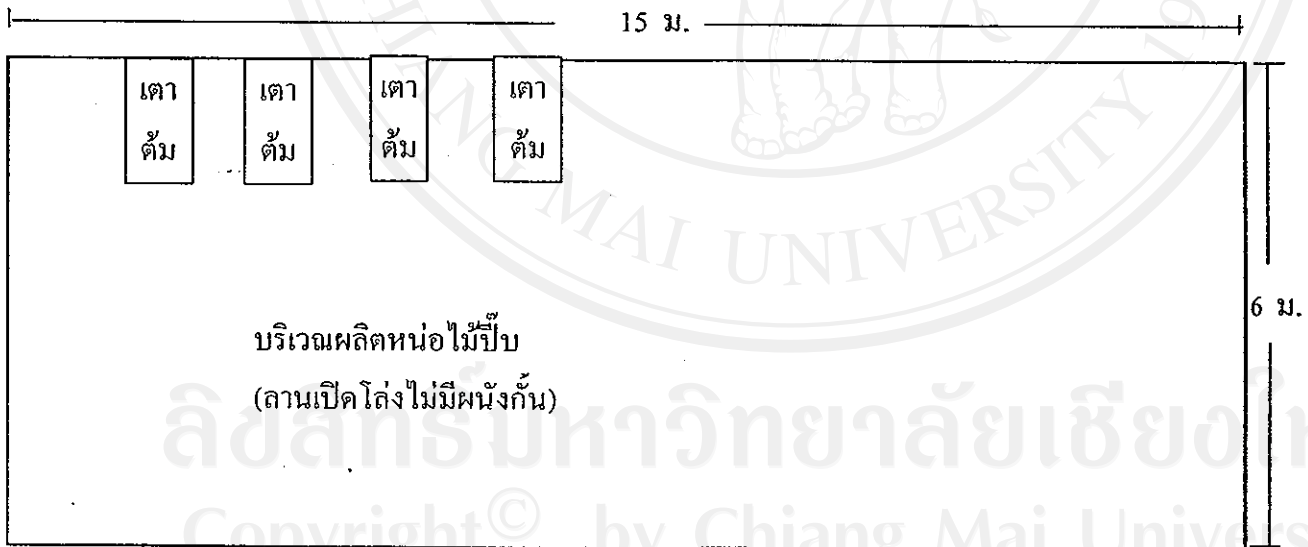 15 ม.
เตา เตา เตา เตา
ต้ม ต้ม ต้ม ต้ม
6 ม.
บริเวณผลิตหน่อไม้ปี๊บ
(ลานเปิดโล่งไม่มีผนังกั้น)
CHIANG MAI UNIVERSITY 19
ลิขสิทธิ์มหาวิทยาลัยเชียงให
Copyright© by Chiang Mai Univers